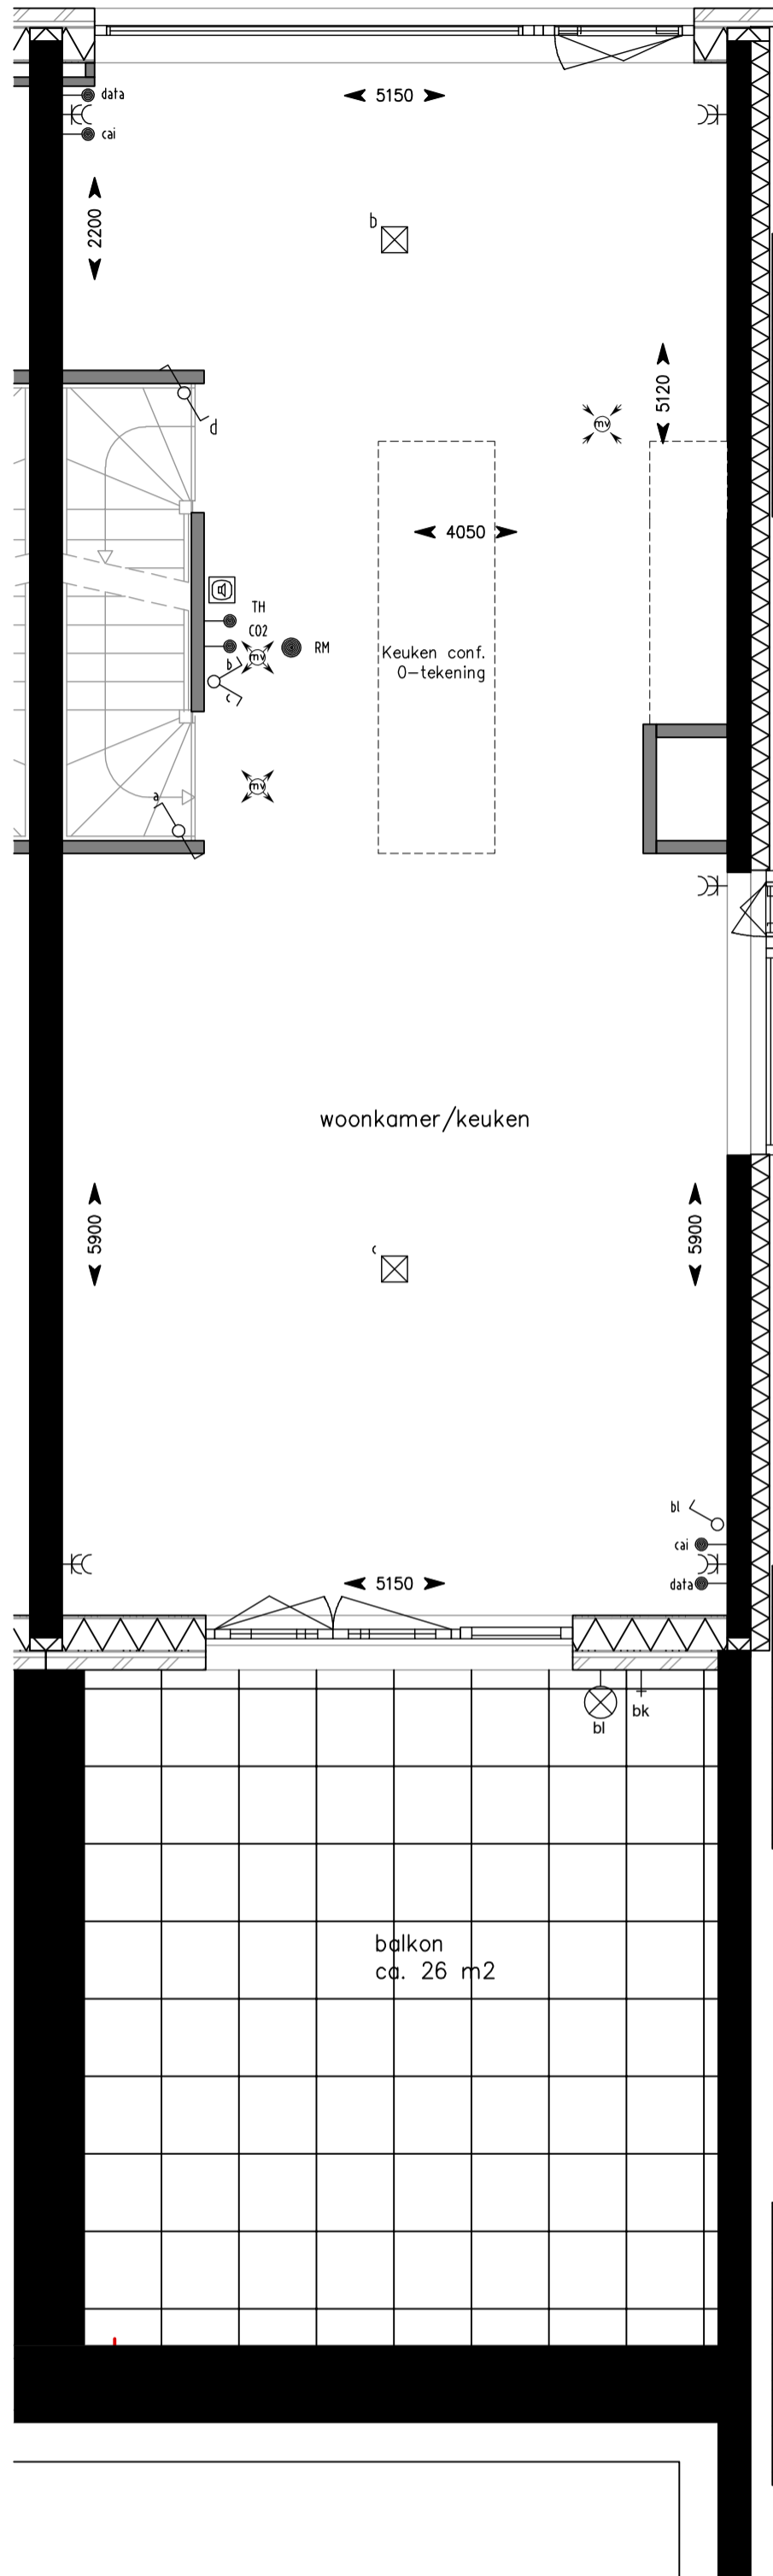 data
cai
5150
2200
b
5120
d
mv
4050
TH
CO2
RM
mv
b
c
Keuken conf.
0-tekening
mv
a
woonkamer/keuken
5900
5900
c
bl
cai
data
5150
bl
bk
balkon
ca. 26 m2